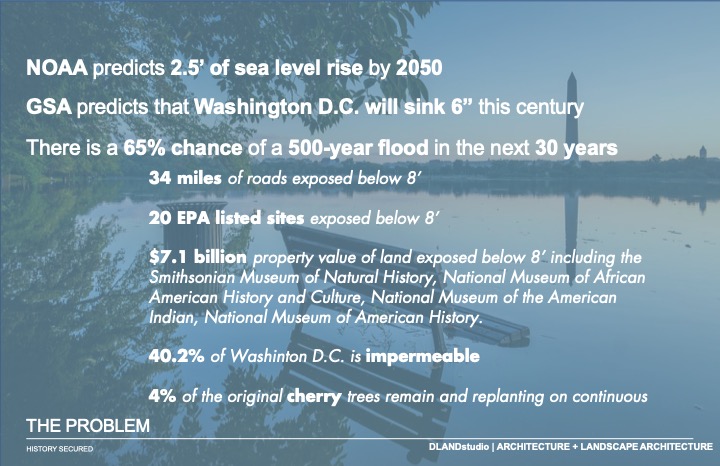 NOAA predicts 2.5’ of sea level rise by 2050
GSA predicts that Washington D.C. will sink 6” this century
There is a 65% chance of a 500-year flood in the next 30 years
34 miles of roads exposed below 8’
20 EPA listed sites exposed below 8’
$7.1 billion property value of land exposed below 8’ including the
Smithsonian Museum of Natural History, National Museum of African
American History and Culture, National Museum of the American
Indian, National Museum of American History.
40.2% of Washinton D.C. is impermeable
4% of the original cherry trees remain and replanting on continuous
THE PROBLEM
HISTORY SECURED
DLANDstudio | ARCHITECTURE + LANDSCAPE ARCHITECTURE